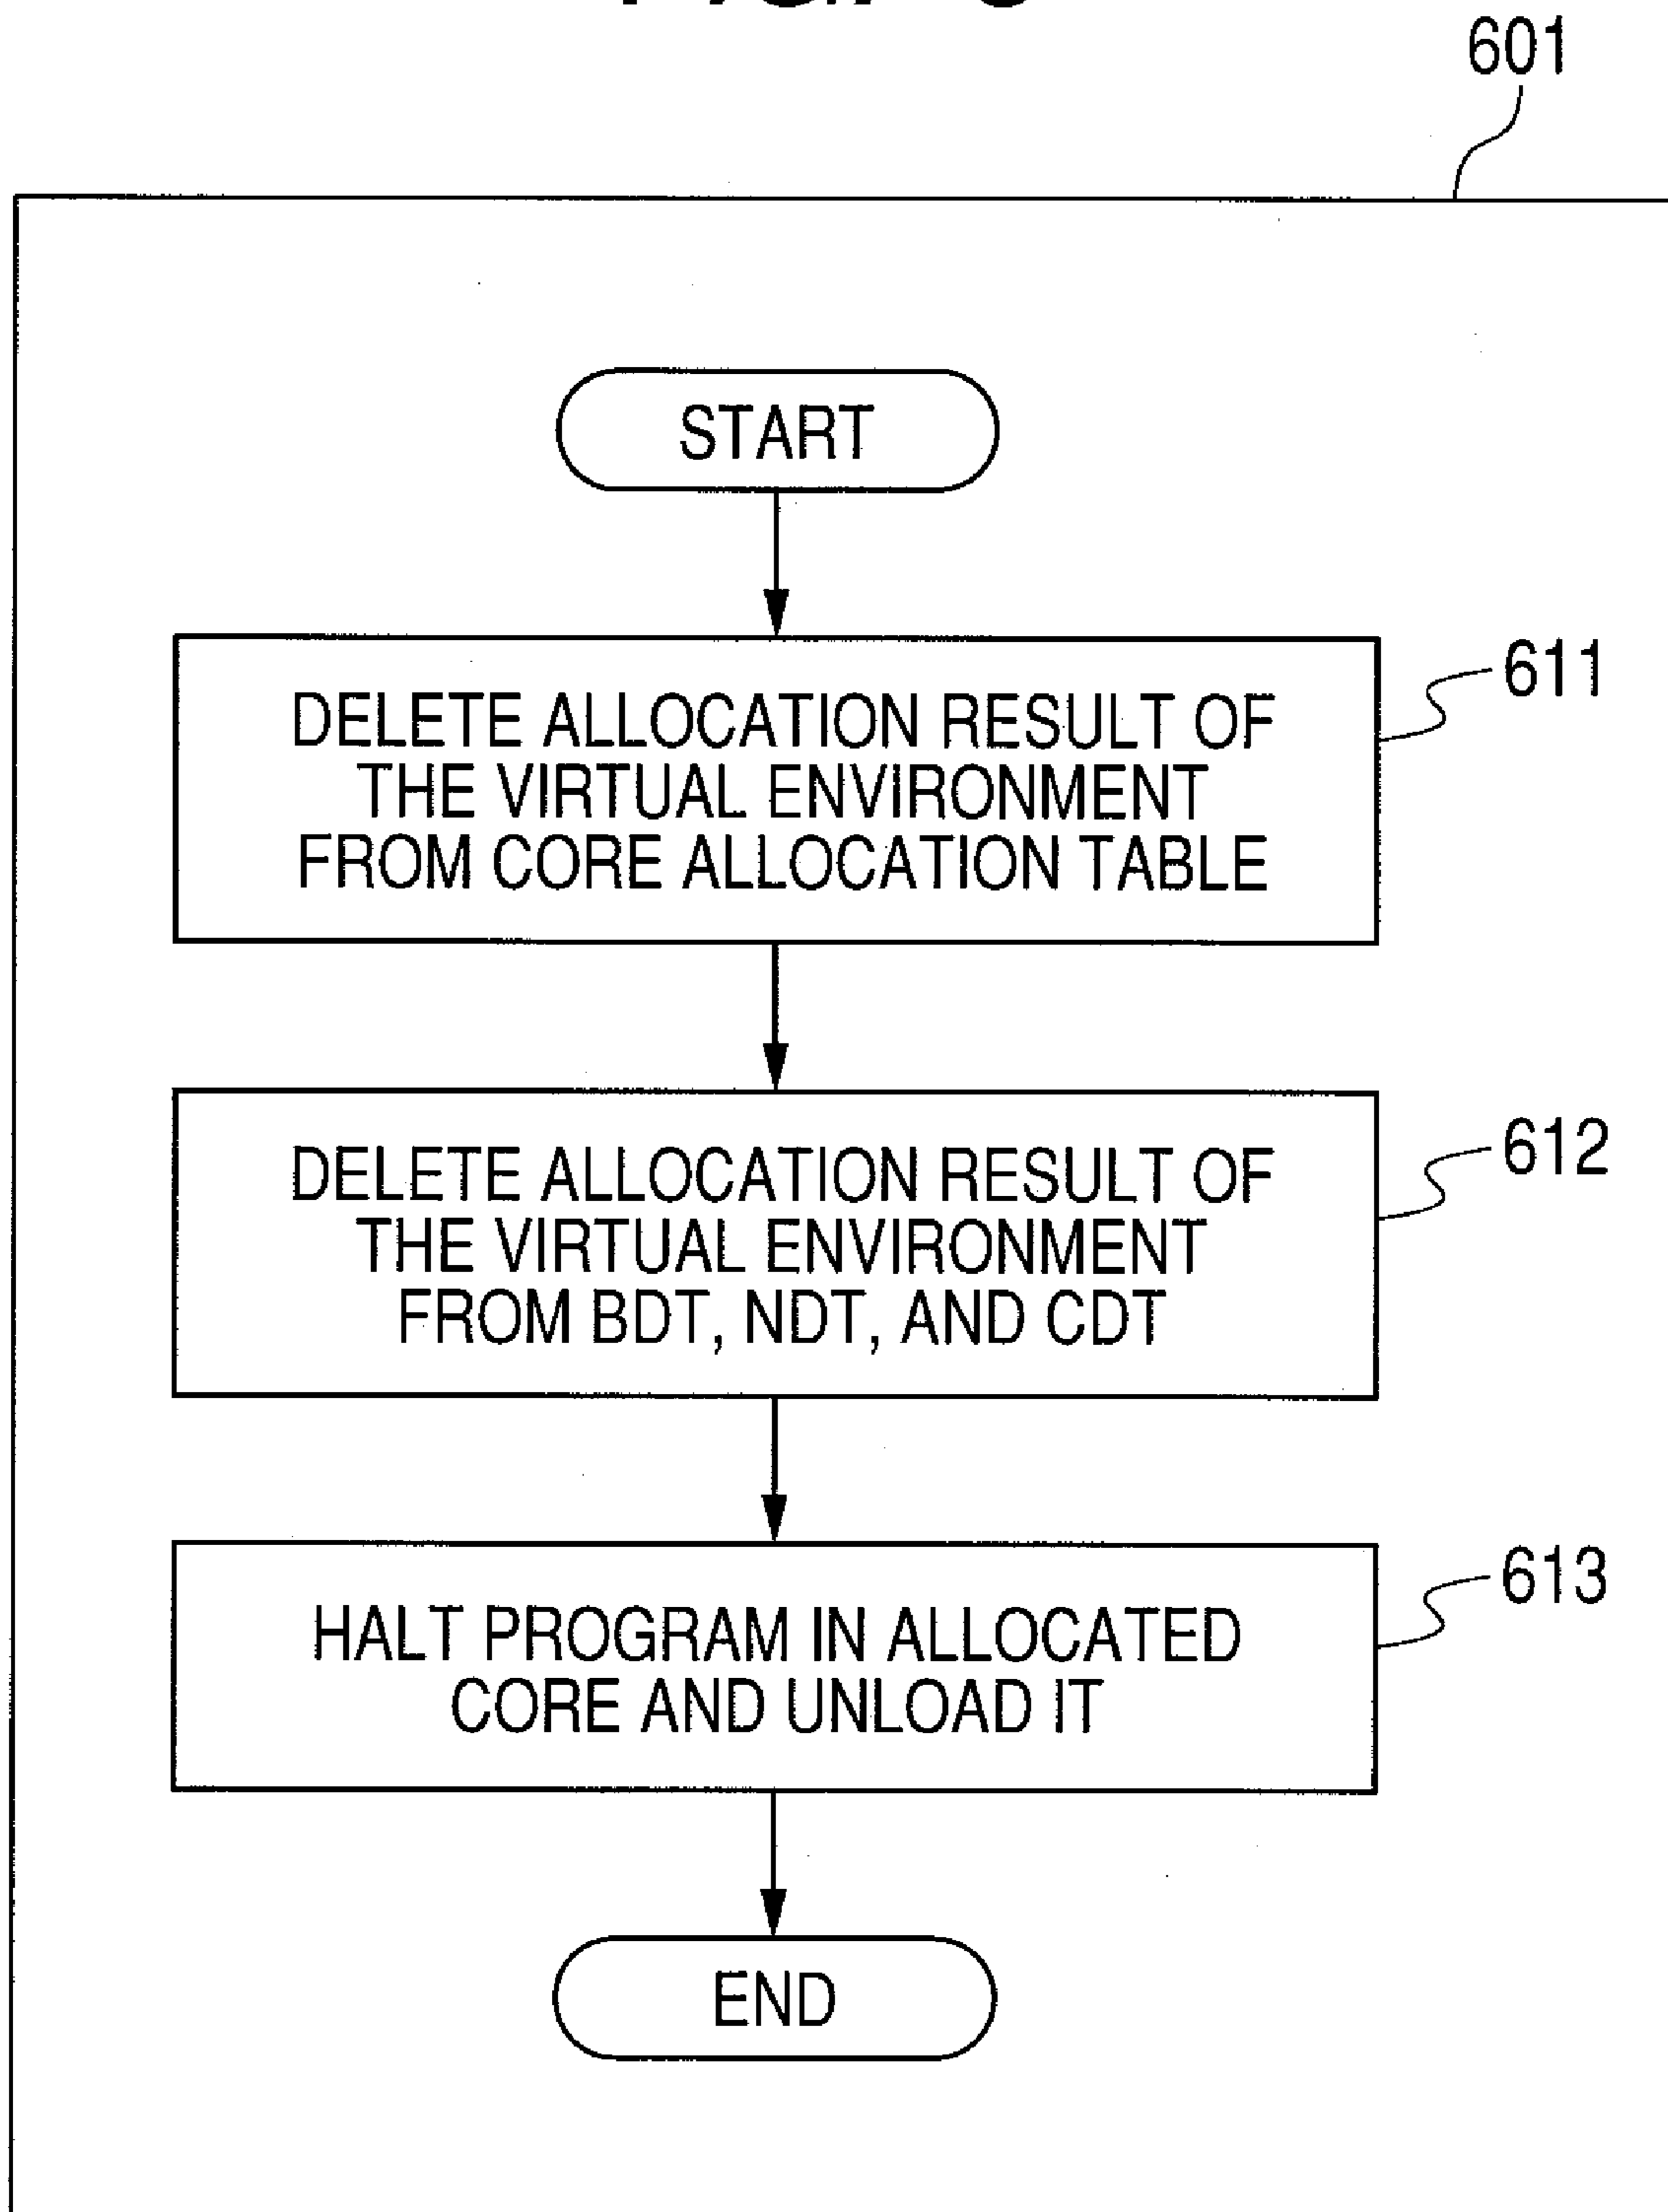 601
START
DELETE ALLOCATION RESULT OF
THE VIRTUAL ENVIRONMENT
FROM CORE ALLOCATION TABLE
611
DELETE ALLOCATION RESULT OF
THE VIRTUAL ENVIRONMENT
FROM BDT, NDT, AND CDT
612
HALT PROGRAM IN ALLOCATED
CORE AND UNLOAD IT
613
END